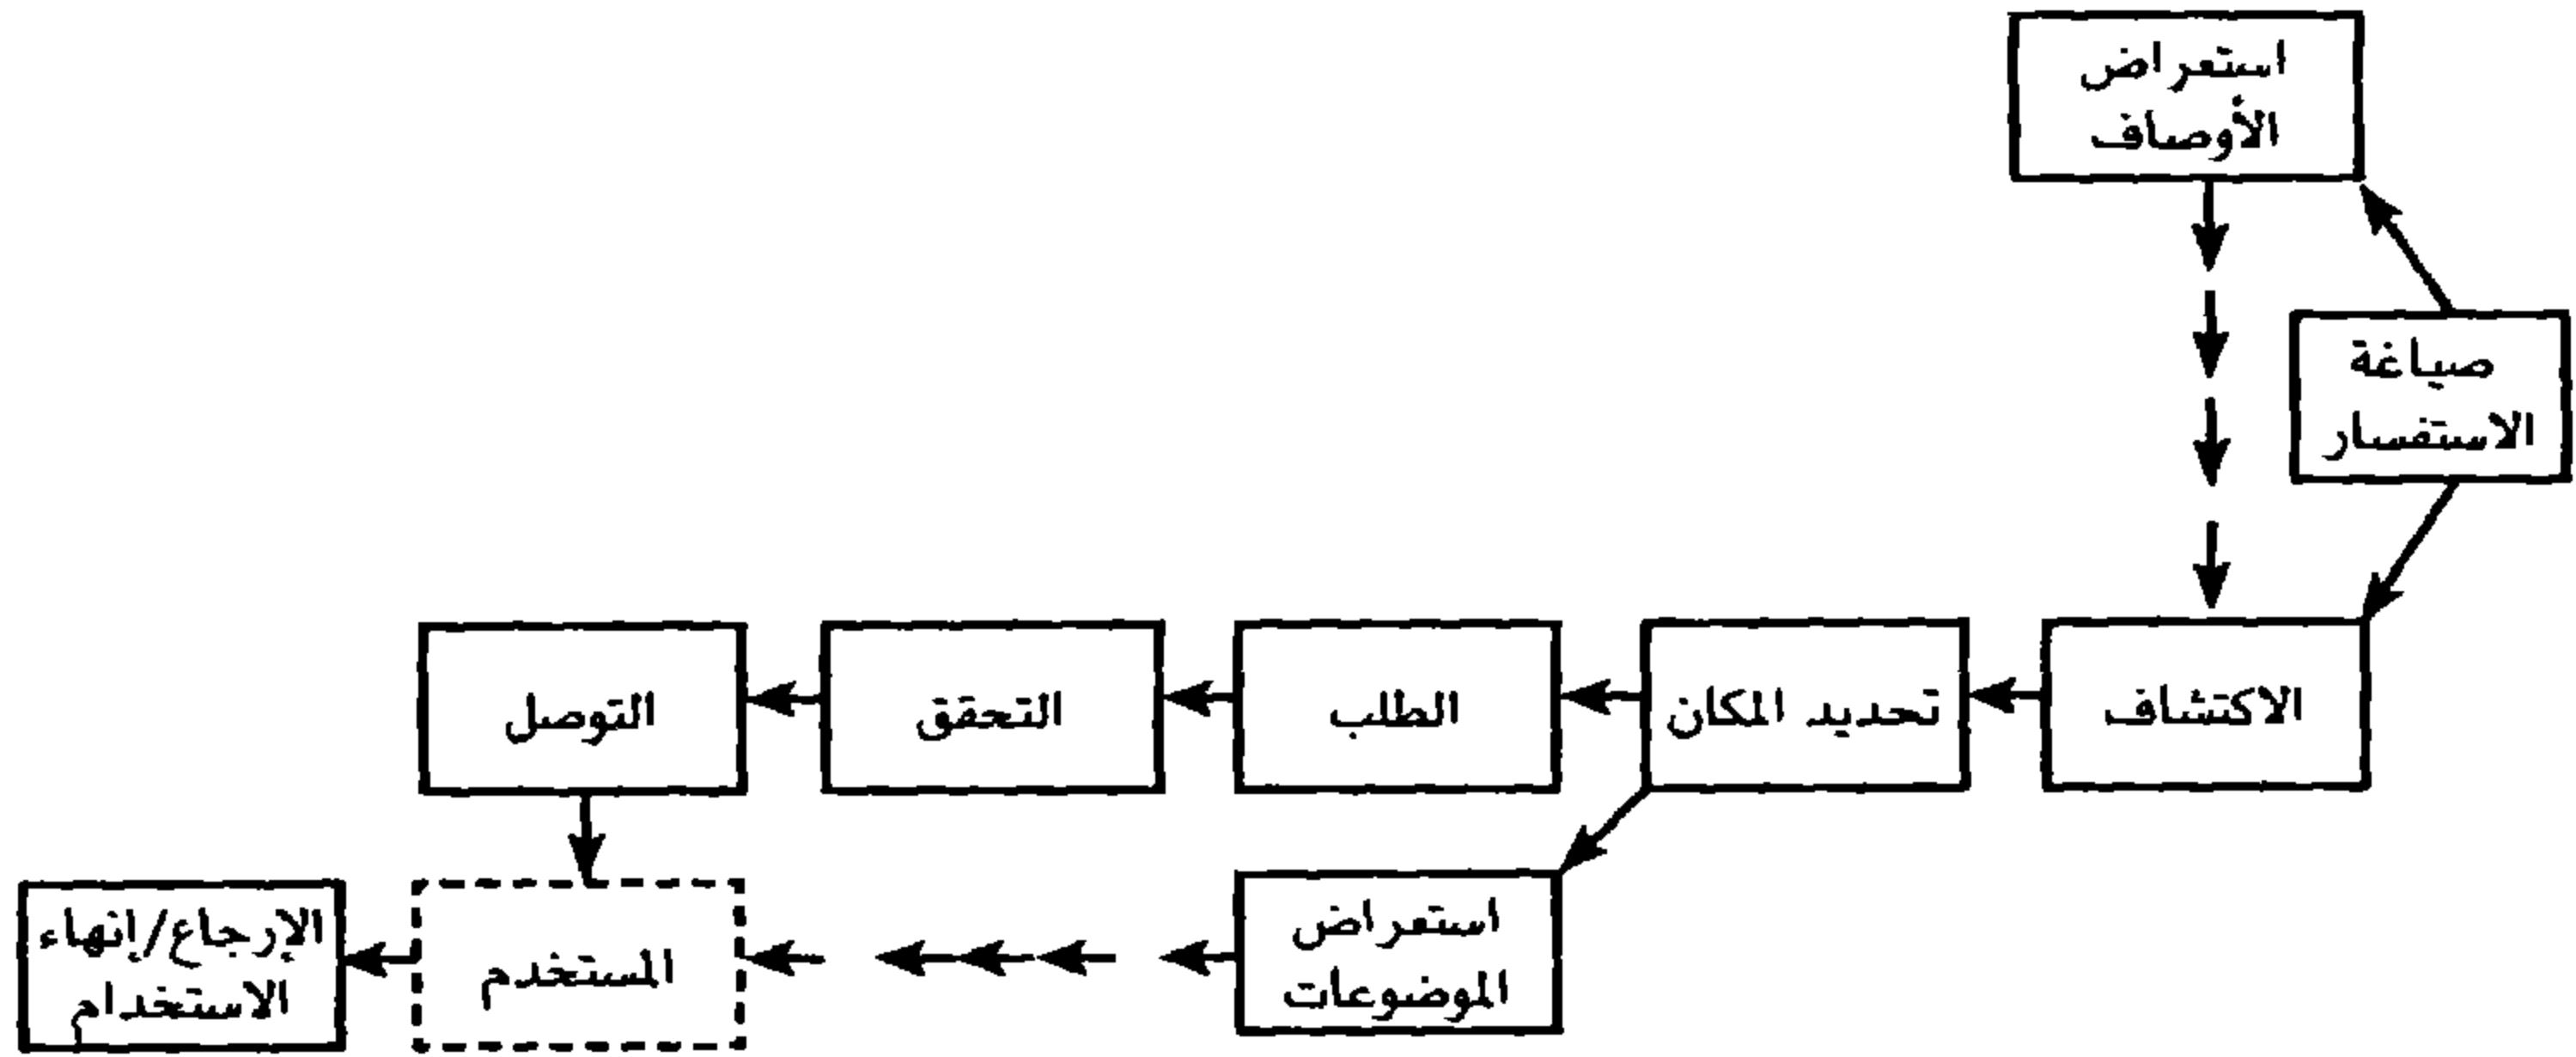 استعراض
الأوصاف
صياغة
الاستفسار
الاكتشاف
تحديد المكان
الطلب
التحقق
التوصل
استعراض
الموضوعات
المستخدم
الإرجاع/إنهاء
الاستخدام